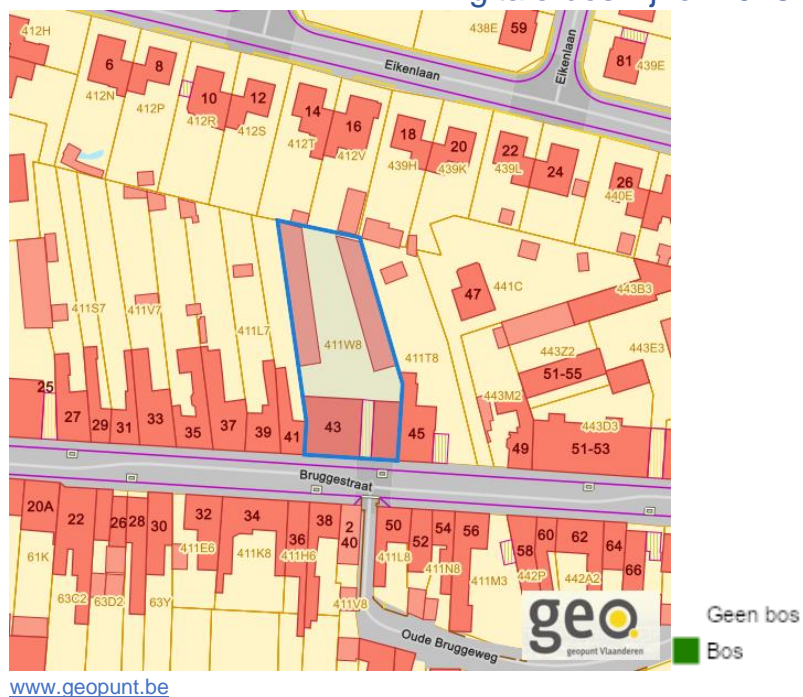 412H
438E
59
81
439E
Eikenlaan
Eikenlaan
6
8
412N
412P
10
12
412R
412S
14
16
412T
412V
18
20
439H
439K
22
24
439L
26
440E
47
441C
443B3
411S7
411V7
411L7
411W8
411T8
443Z2
443E3
51-55
443M2
25
27
29
31
33
35
37
39
41
43
45
49
51-53
443D3
Bruggestraat
20A
22
26
28
30
32
34
36
38
2
40
50
52
54
56
58
60
62
64
66
61K
63C2
63D2
63Y
411E6
411K8
411H6
411V8
411L8
411N8
411M3
442P
442A2
Oude Bruggeweg
geo.
geopunt Vlaanderen
Geen bos
Bos
www.geopunt.be